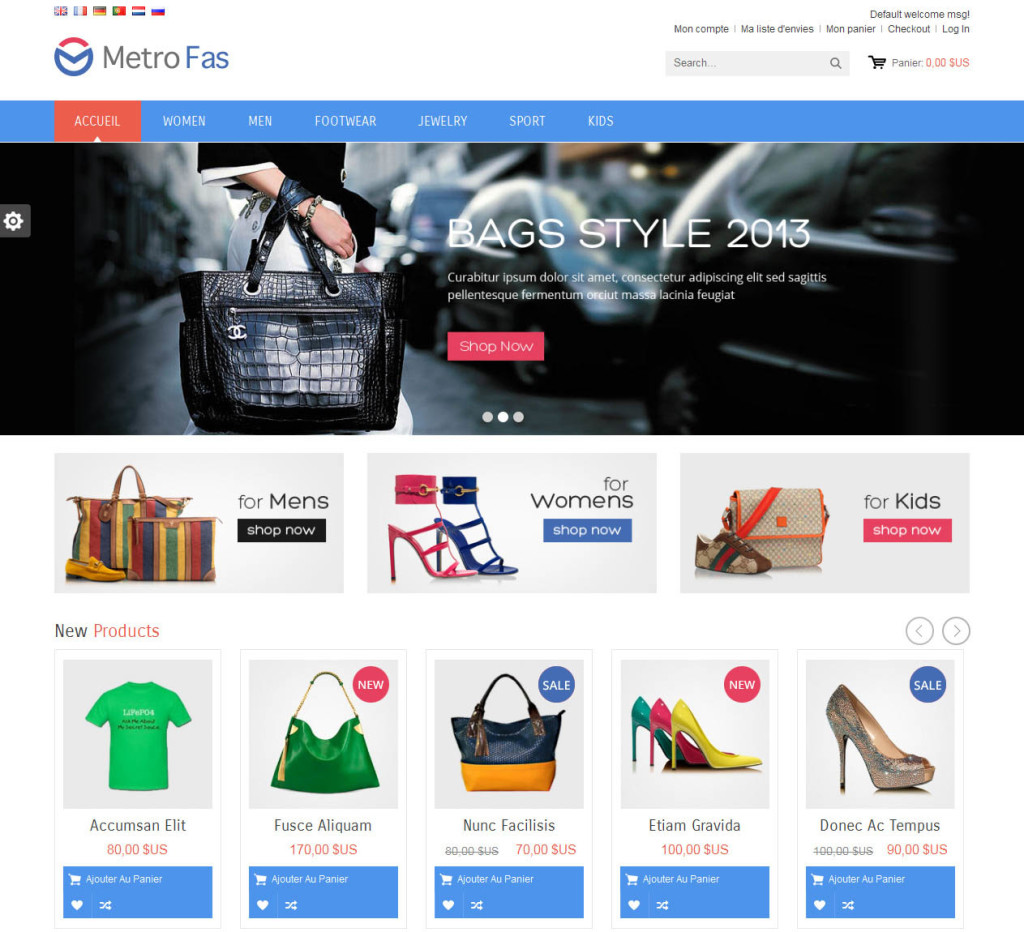 Default welcome msg!
Mon compte | Ma liste d'envies | Mon panier | Checkout | Log In
Metro Fas
Search...
Panier: 0,00 $US
ACCUEIL WOMEN MEN FOOTWEAR JEWELRY SPORT KIDS
BAGS STYLE 2013
Curabitur ipsum dolor sit amet, consectetur adipiscing elit sed sagittis
pellentesque fermentum orciut massa lacinia feugiat
Shop Now
for Mens
shop now
for
Womens
shop now
for Kids
shop now
New Products
LiFePO4
Ask Me About
My Secret Sauce
NEW
SALE
NEW
SALE
Accumsan Elit
80,00 $US
Ajouter Au Panier
Fusce Aliquam
170,00 $US
Ajouter Au Panier
Nunc Facilisis
80,00 $US 70,00 $US
Ajouter Au Panier
Etiam Gravida
100,00 $US
Ajouter Au Panier
Donec Ac Tempus
100,00 $US 90,00 $US
Ajouter Au Panier